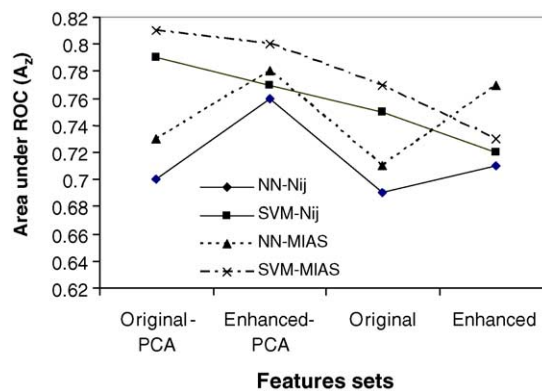 Area under ROC (Az)
0.82
0.8
0.78
0.76
0.74
0.72
0.7
0.68
0.66
0.64
0.62
NN-Nij
SVM-Nij
NN-MIAS
SVM-MIAS
Original-
PCA
Enhanced-
PCA
Original
Enhanced
Features sets